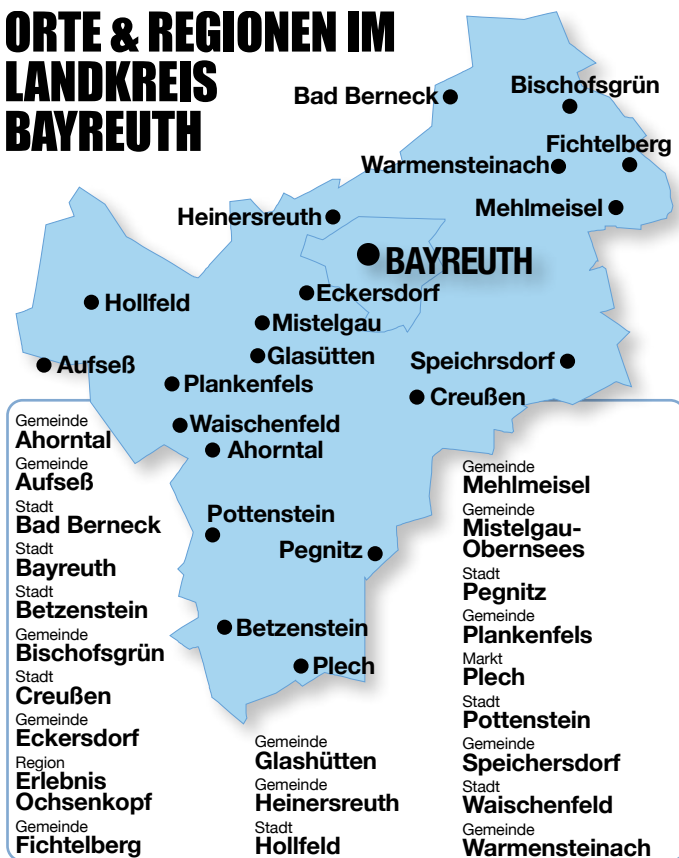 ORTE & REGIONEN IM
LANDKREIS
BAYREUTH
Bad Berneck
Bischofsgrün
Fichtelberg
Warmensteinach
Mehlmeisel
Heinersreuth
BAYREUTH
Eckersdorf
Hollfeld
Mistelgau
Glasütten
Aufseß
Speichrsdorf
Plankenfels
Creußen
Waischenfeld
Ahorntal
Pottenstein
Pegnitz
Betzenstein
Plech
Gemeinde
Ahorntal
Gemeinde
Aufseß
Stadt
Bad Berneck
Stadt
Bayreuth
Stadt
Betzenstein
Gemeinde
Bischofsgrün
Stadt
Creußen
Gemeinde
Eckersdorf
Region
Erlebnis
Ochsenkopf
Gemeinde
Fichtelberg
Gemeinde
Glashütten
Gemeinde
Heinersreuth
Stadt
Hollfeld
Gemeinde
Mehlmeisel
Gemeinde
Mistelgau-
Obernsees
Stadt
Pegnitz
Gemeinde
Plankenfels
Markt
Plech
Stadt
Pottenstein
Gemeinde
Speichersdorf
Stadt
Waischenfeld
Gemeinde
Warmensteinach